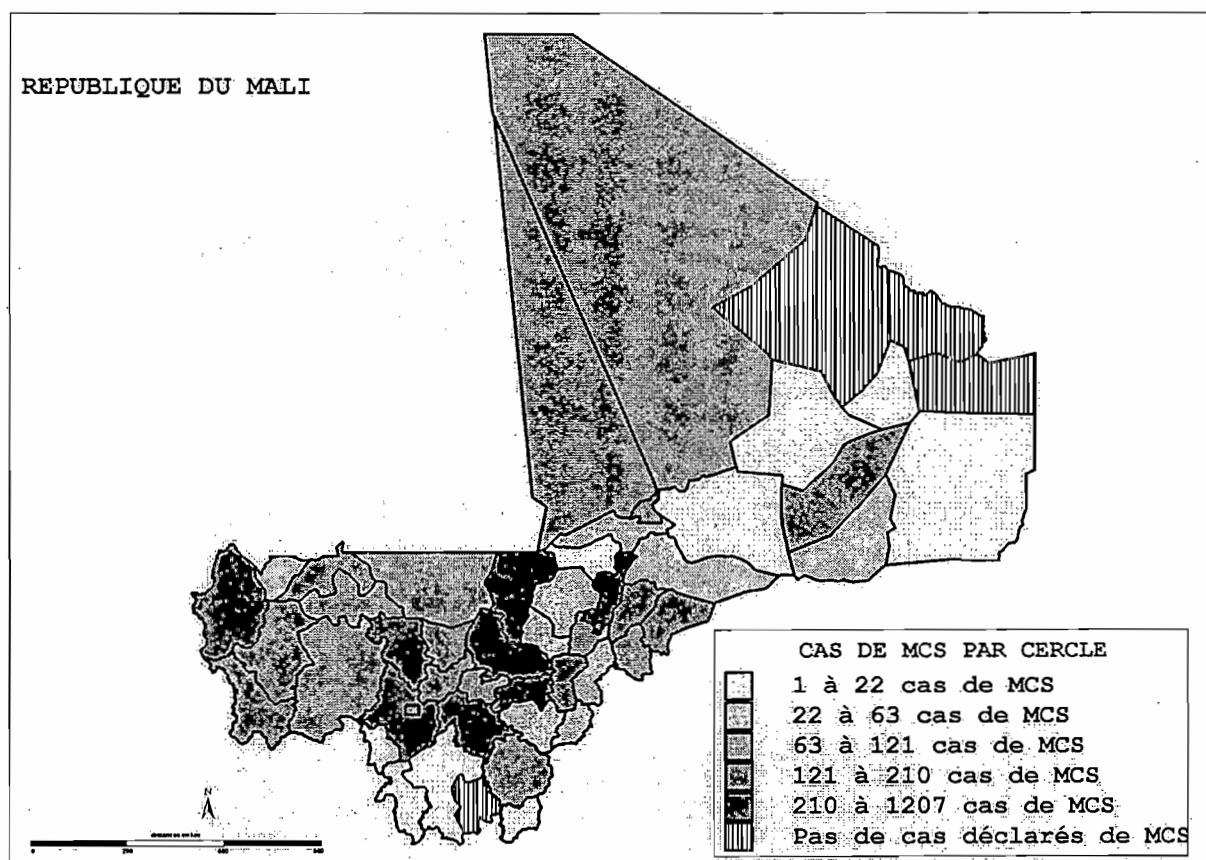 REPUBLIQUE DU MALI
CAS DE MCS PAR CERCLE
1 à 22 cas de MCS
22 à 63 cas de MCS
63 à 121 cas de MCS
121 à 210 cas de MCS
210 à 1207 cas de MCS
Pas de cas déclarés de MCS
N
0